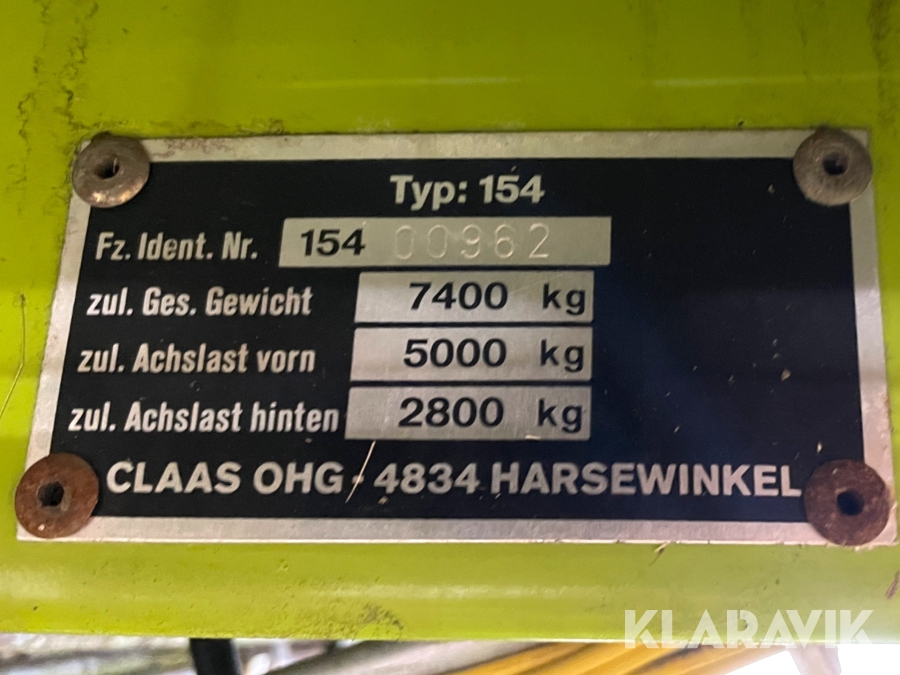 Typ: 154
Fz. Ident. Nr. 154 00962
zul. Ges. Gewicht 7400 kg
zul. Achslast vorn 5000 kg
zul. Achslast hinten 2800 kg
CLAAS OHG · 4834 HARSEWINKEL
KLARAVIK